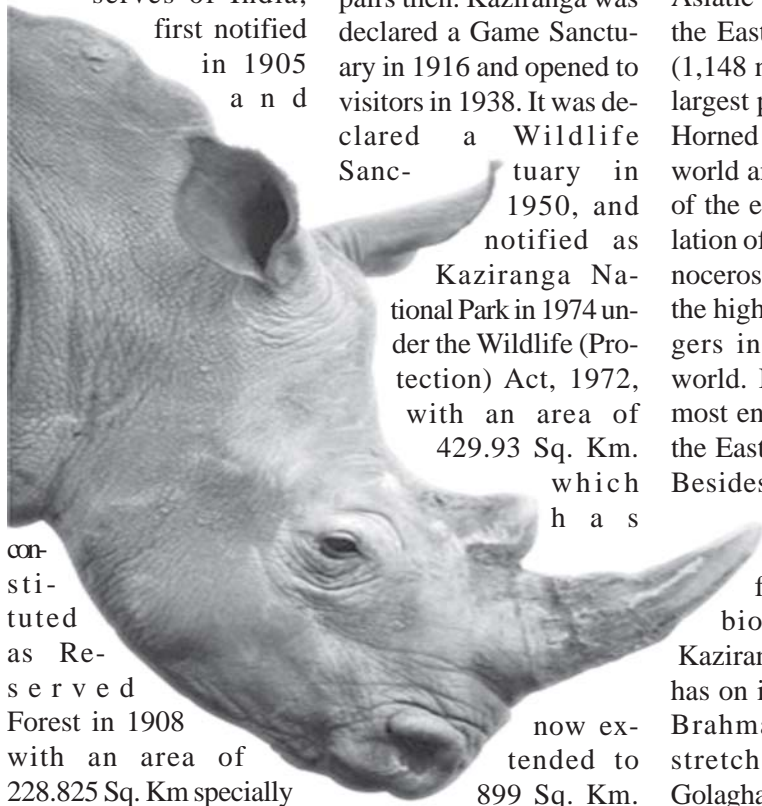 serves of India,
first notified
in 1905
and
con-
sti-
tuted
as Re-
served
Forest in 1908
with an area of
228.825 Sq. Km specially
pairs then. Kaziranga was
declared a Game Sanctu-
ary in 1916 and opened to
visitors in 1938. It was de-
clared a Wildlife
Sanc- tuary in
1950, and
notified as
Kaziranga Na-
tional Park in 1974 un-
der the Wildlife (Pro-
tection) Act, 1972,
with an area of
429.93 Sq. Km.
which
has
now ex-
tended to
899 Sq. Km.
Asiatic
the East
(1,148
largest
Horned
world
of the
lation of
noceros
the high
gers in
world.
most en
the East
Besides
bio
Kaziran
has on
Brahma
stretch
Golagha